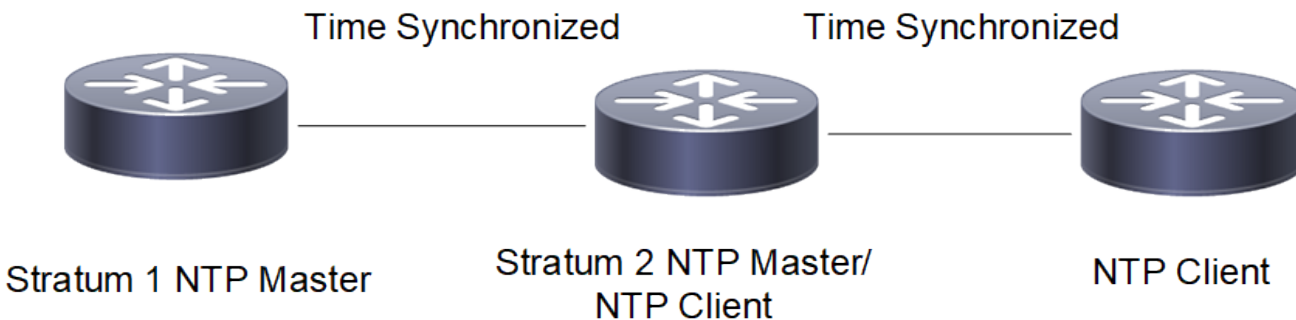 Time Synchronized
Time Synchronized
Stratum 1 NTP Master
Stratum 2 NTP Master/
NTP Client
NTP Client